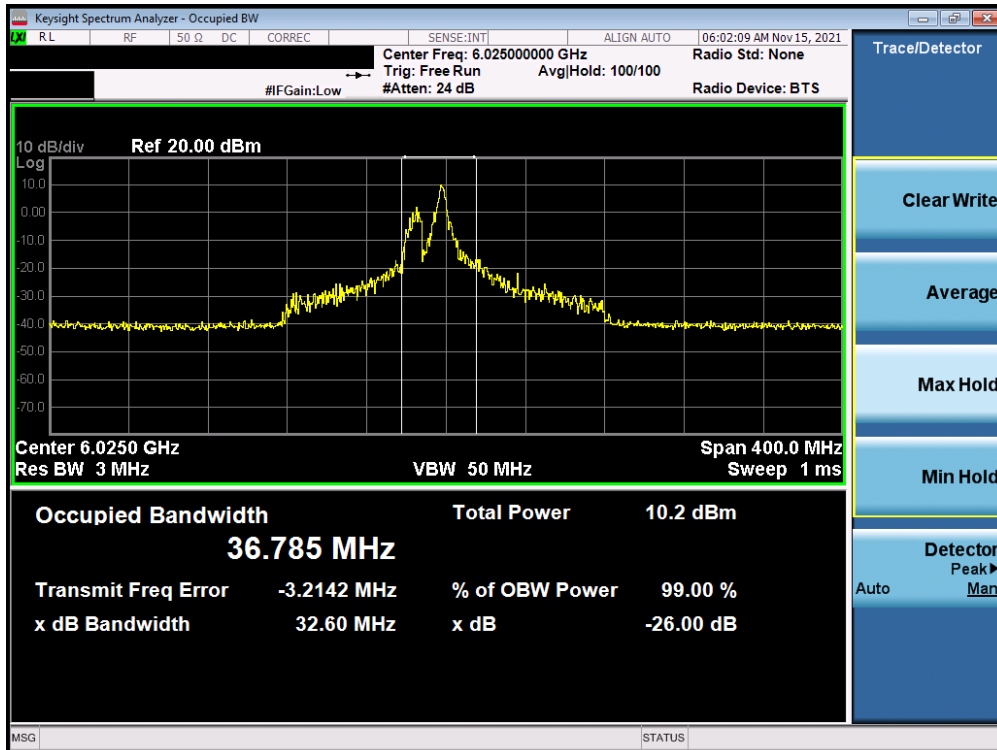 Keysight Spectrum Analyzer - Occupied BW
LXI RL RF 50 Ω DC CORREC SENSE:INT ALIGN AUTO 06:02:09 AM Nov 15, 2021
Center Freq: 6.025000000 GHz Radio Std: None
Trig: Free Run Avg|Hold: 100/100
#IFGain:Low #Atten: 24 dB Radio Device: BTS
Trace/Detector
10 dB/div Ref 20.00 dBm
Log
10.0
0.00
-10.0
-20.0
-30.0
-40.0
-50.0
-60.0
-70.0
Center 6.0250 GHz Span 400.0 MHz
Res BW 3 MHz VBW 50 MHz Sweep 1 ms
Occupied Bandwidth Total Power 10.2 dBm
36.785 MHz
Transmit Freq Error -3.2142 MHz % of OBW Power 99.00 %
x dB Bandwidth 32.60 MHz x dB -26.00 dB
Clear Write
Average
Max Hold
Min Hold
Detector
Peak▶
Auto Man
MSG STATUS